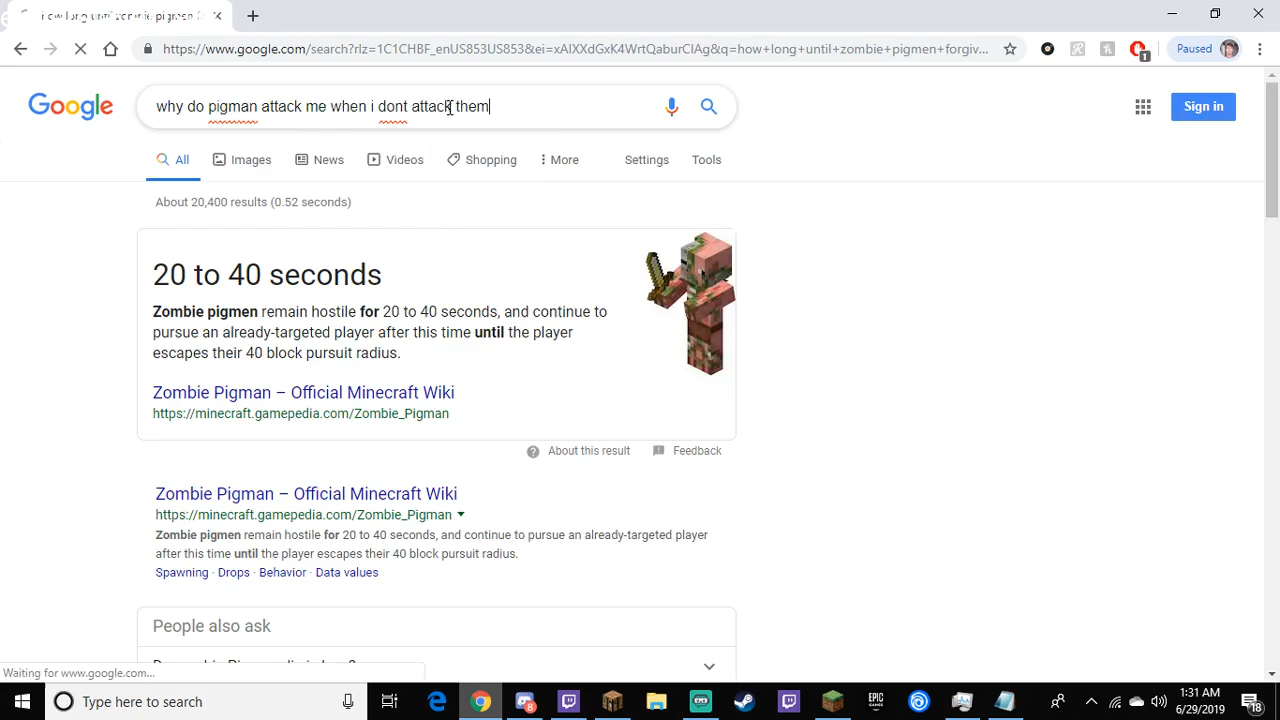 how long until zombie pigmen
https://www.google.com/search?rlz=1C1CHBF_enUS853US853&ei=xAIXXdGxK4WrtQaburClAg&q=how+long+until+zombie+pigmen+forgiv...
Paused
1
Google
why do pigman attack me when i dont attack them
Sign in
All
Images
News
Videos
Shopping
More
Settings
Tools
About 20,400 results (0.52 seconds)
20 to 40 seconds
Zombie pigmen remain hostile for 20 to 40 seconds, and continue to
pursue an already-targeted player after this time until the player
escapes their 40 block pursuit radius.
Zombie Pigman – Official Minecraft Wiki
https://minecraft.gamepedia.com/Zombie_Pigman
About this result
Feedback
Zombie Pigman – Official Minecraft Wiki
https://minecraft.gamepedia.com/Zombie_Pigman
Zombie pigmen remain hostile for 20 to 40 seconds, and continue to pursue an already-targeted player
after this time until the player escapes their 40 block pursuit radius.
Spawning · Drops · Behavior · Data values
People also ask
Waiting for www.google.com...
Type here to search
8
EPIC
GAMES
1:31 AM
6/29/2019
18